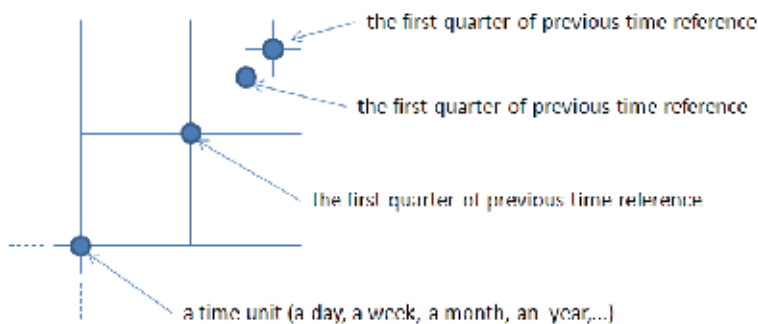 the first quarter of previous time reference
the first quarter of previous time reference
the first quarter of previous time reference
a time unit (a day, a week, a month, an year,...)